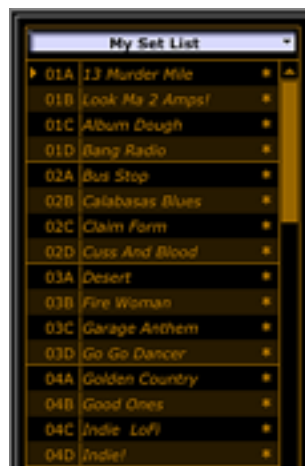 My Set List
01A 13 Murder Mile *
01B Look Ma 2 Amps! *
01C Album Dough *
01D Bang Radio *
02A Bus Stop *
02B Calabasas Blues *
02C Claim Form *
02D Cuss And Blood *
03A Desert *
03B Fire Woman *
03C Garage Anthem *
03D Go Go Dancer *
04A Golden Country *
04B Good Ones *
04C Indie LoFi *
04D Indie! *